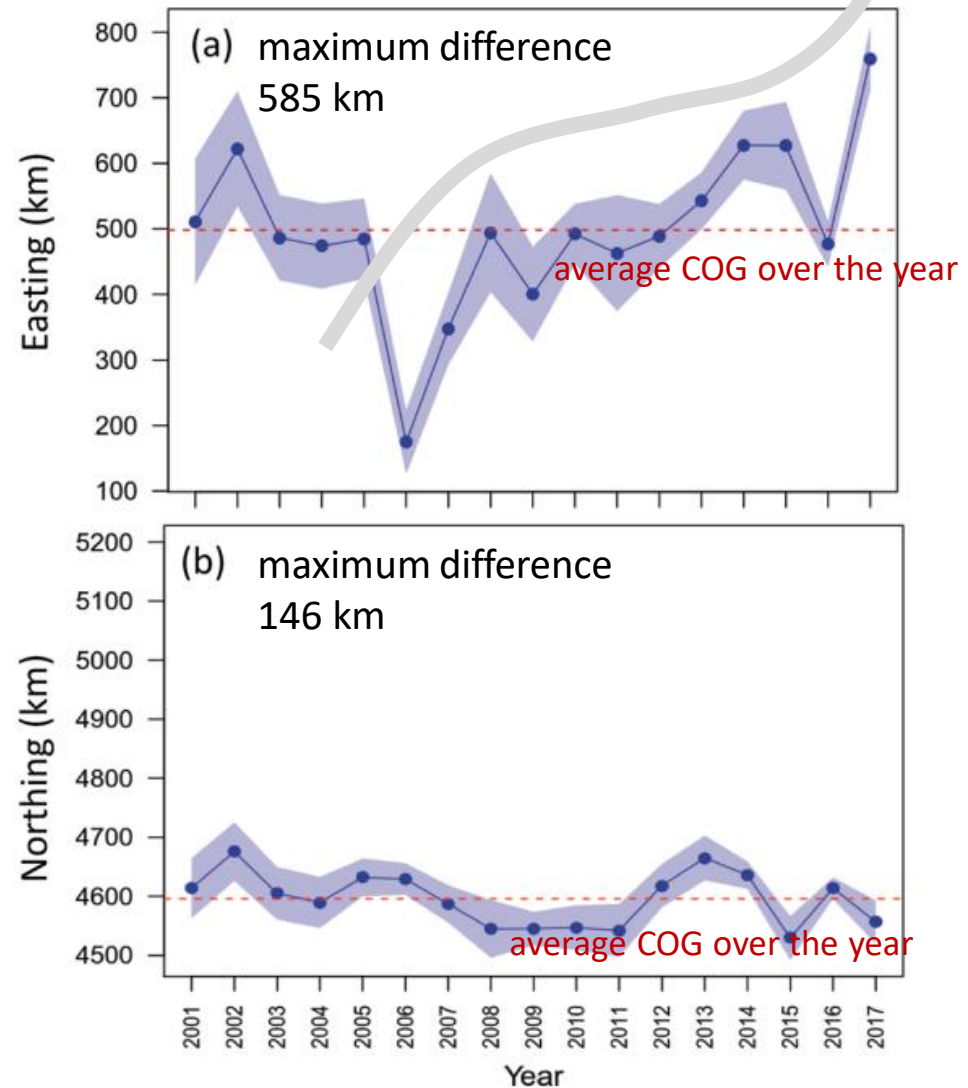 (a) maximum difference
585 km
800
700
600
500
400
300
200
100
Easting (km)
average COG over the year
(b) maximum difference
146 km
5200
5100
5000
4900
4800
4700
4600
4500
Northing (km)
average COG over the year
2001 2002 2003 2004 2005 2006 2007 2008 2009 2010 2011 2012 2013 2014 2015 2016 2017
Year